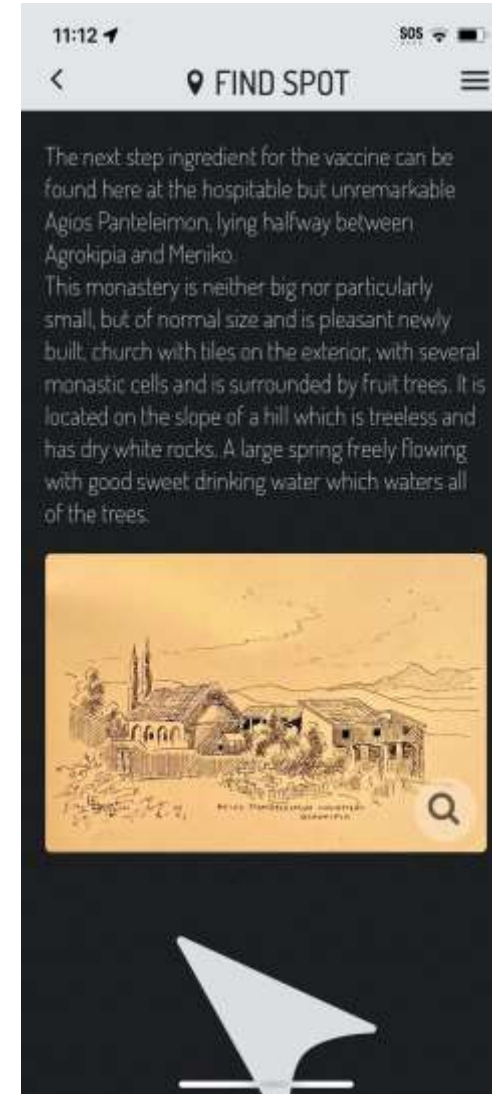 11:12
SOS
FIND SPOT
The next step ingredient for the vaccine can be
found here at the hospitable but unremarkable
Agios Panteleimon, lying halfway between
Agrokipia and Meniko.
This monastery is neither big nor particularly
small, but of normal size and is pleasant newly
built, church with tiles on the exterior, with several
monastic cells and is surrounded by fruit trees. It is
located on the slope of a hill which is treeless and
has dry white rocks. A large spring freely flowing
with good sweet drinking water which waters all
of the trees.
AGIOS PANTELEIMON